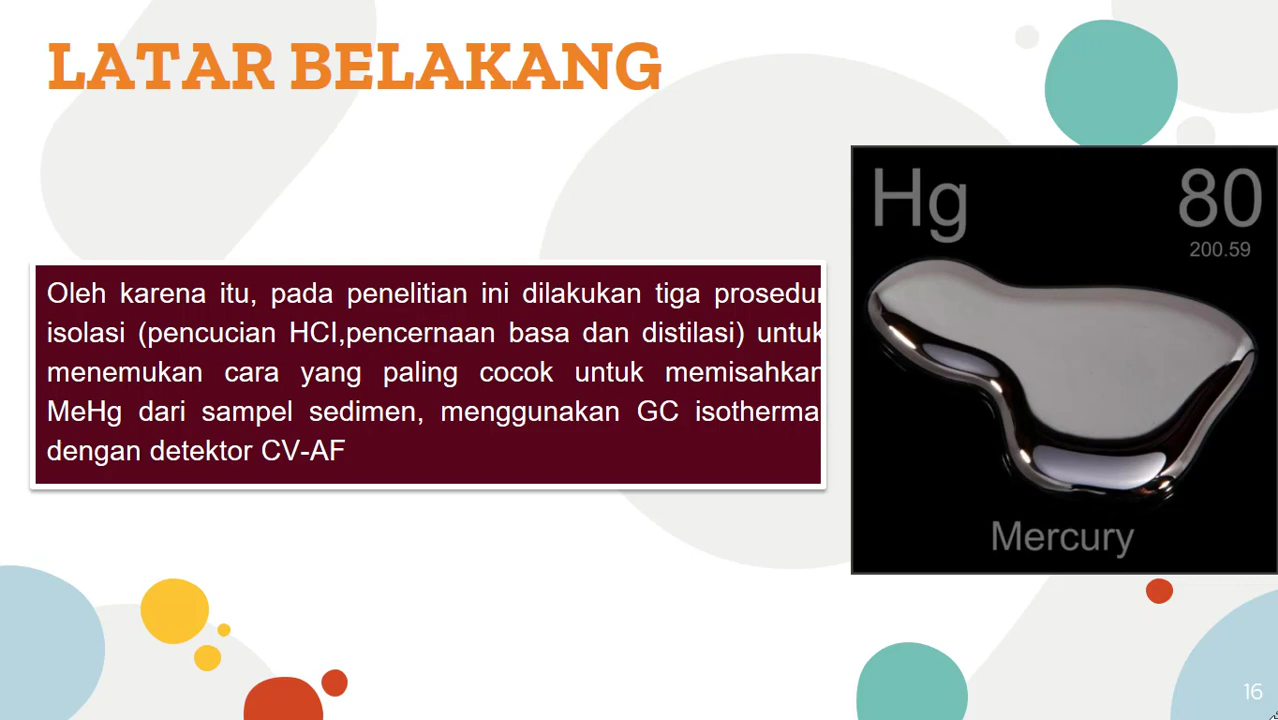 LATAR BELAKANG
Hg
80
200.59
Oleh karena itu, pada penelitian ini dilakukan tiga prosedur
isolasi (pencucian HCl,pencernaan basa dan distilasi) untuk
menemukan cara yang paling cocok untuk memisahkan
MeHg dari sampel sedimen, menggunakan GC isotherma
dengan detektor CV-AF
Mercury
16